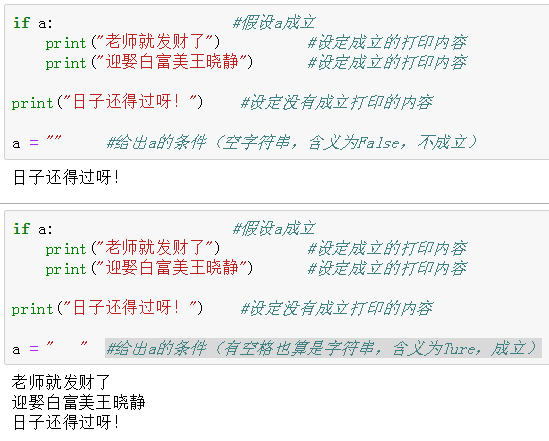 if a: #假设a成立
print("老师就发财了") #设定成立的打印内容
print("迎娶白富美王晓静") #设定成立的打印内容
print("日子还得过呀!") #设定没有成立打印的内容
a = "" #给出a的条件（空字符串，含义为False，不成立）
日子还得过呀!
if a: #假设a成立
print("老师就发财了") #设定成立的打印内容
print("迎娶白富美王晓静") #设定成立的打印内容
print("日子还得过呀!") #设定没有成立打印的内容
a = "   " #给出a的条件（有空格也算是字符串，含义为Ture，成立）
老师就发财了
迎娶白富美王晓静
日子还得过呀!